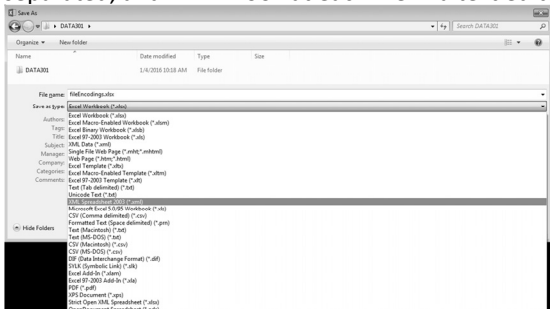 Save As
DATA301
Search DATA301
Organize New folder
Name Date modified Type Size
DATA301 1/4/2016 10:18 AM File folder
File name: fileEncodings.xlsx
Save as type: Excel Workbook (*.xlsx)
Excel Workbook (*.xlsx)
Authors: Excel Macro-Enabled Workbook (*.xlsm)
Tags: Excel Binary Workbook (*.xlsb)
Title: Excel 97-2003 Workbook (*.xls)
Subject: XML Data (*.xml)
Manager: Single File Web Page (*.mht;*.mhtml)
Company: Web Page (*.htm;*.html)
Categories: Excel Template (*.xltx)
Comments: Excel Macro-Enabled Template (*.xltm)
Excel 97-2003 Template (*.xlt)
Text (Tab delimited) (*.txt)
Unicode Text (*.txt)
XML Spreadsheet 2003 (*.xml)
Microsoft Excel 5.0/95 Workbook (*.xls)
CSV (Comma delimited) (*.csv)
Formatted Text (Space delimited) (*.prn)
Hide Folders Text (Macintosh) (*.txt)
Text (MS-DOS) (*.txt)
CSV (Macintosh) (*.csv)
CSV (MS-DOS) (*.csv)
DIF (Data Interchange Format) (*.dif)
SYLK (Symbolic Link) (*.slk)
Excel Add-In (*.xlam)
Excel 97-2003 Add-In (*.xla)
PDF (*.pdf)
XPS Document (*.xps)
Strict Open XML Spreadsheet (*.xlsx)
OpenDocument Spreadsheet (*.ods)